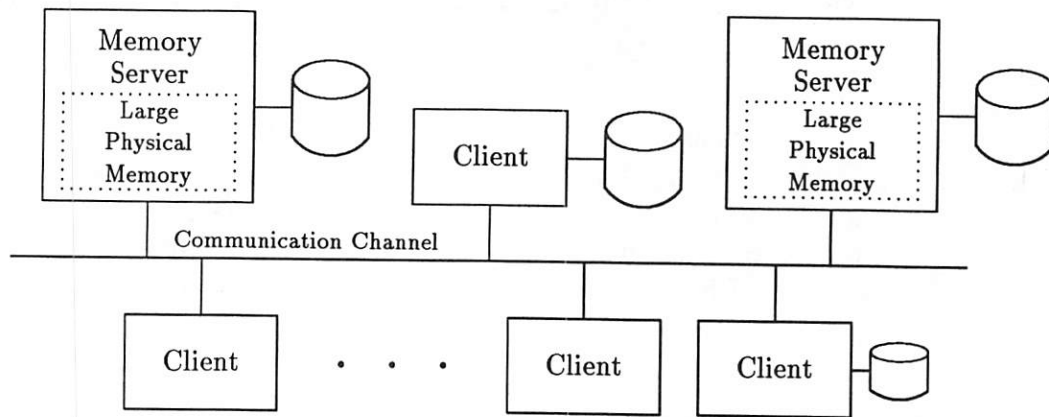 Memory
Server
Large
Physical
Memory
Client
Memory
Server
Large
Physical
Memory
Communication Channel
Client
. . .
Client
Client